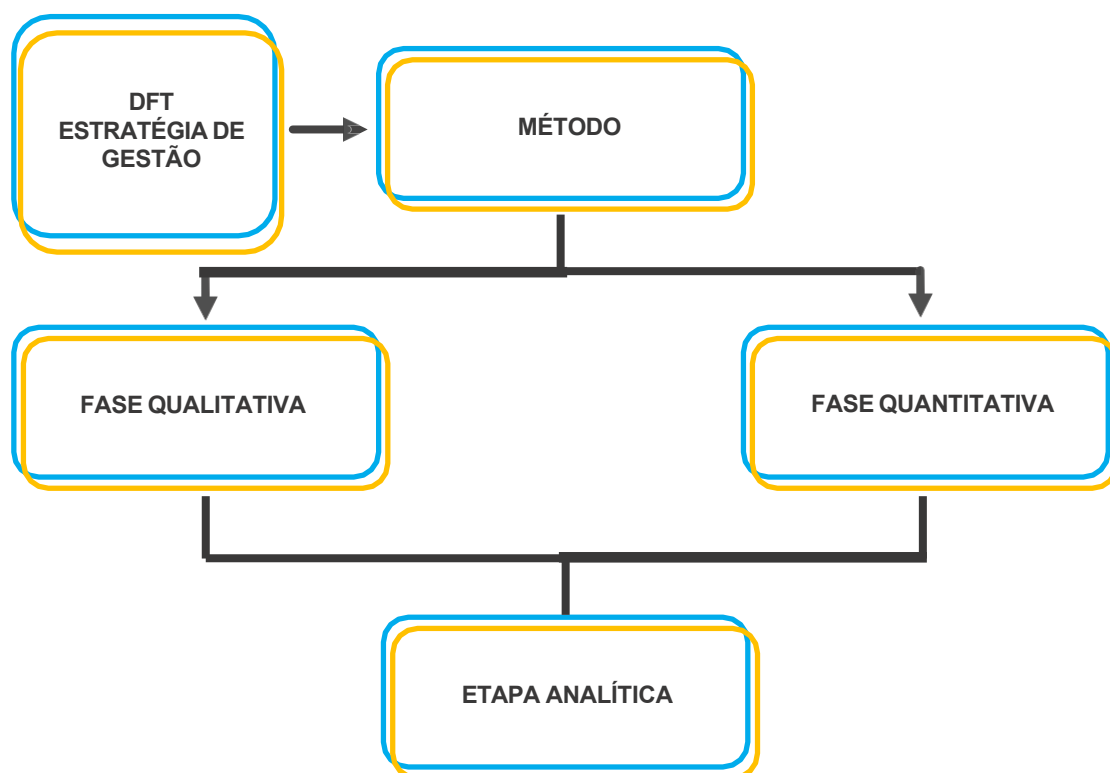 DFT
ESTRATÉGIA DE
GESTÃO
MÉTODO
FASE QUALITATIVA
FASE QUANTITATIVA
ETAPA ANALÍTICA